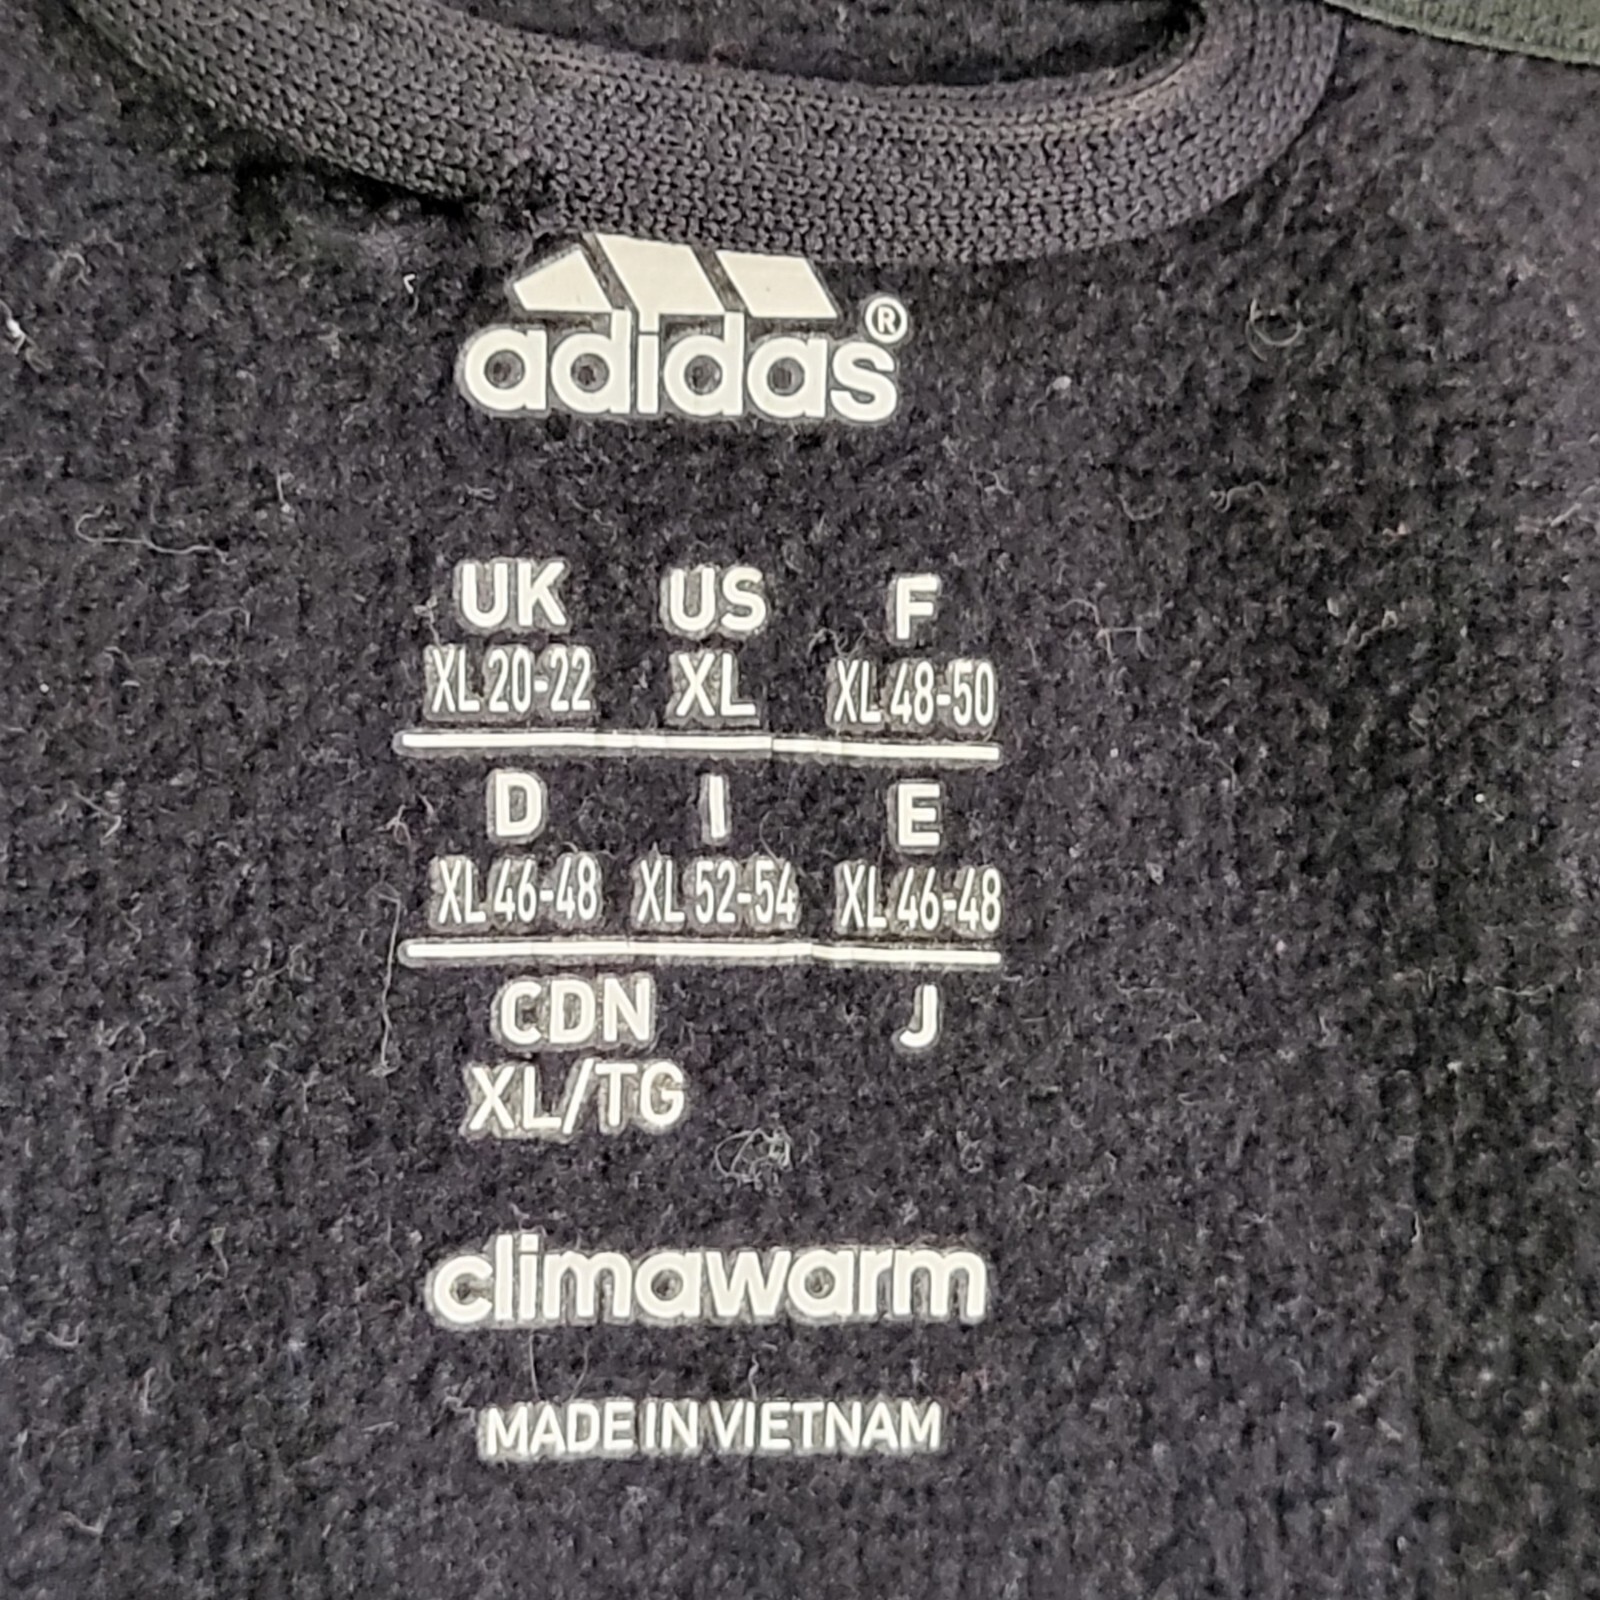 adidas®
UK US F
XL 20-22 XL XL 48-50
D I E
XL 46-48 XL 52-54 XL 46-48
CDN J
XL/TG
climawarm
MADE IN VIETNAM